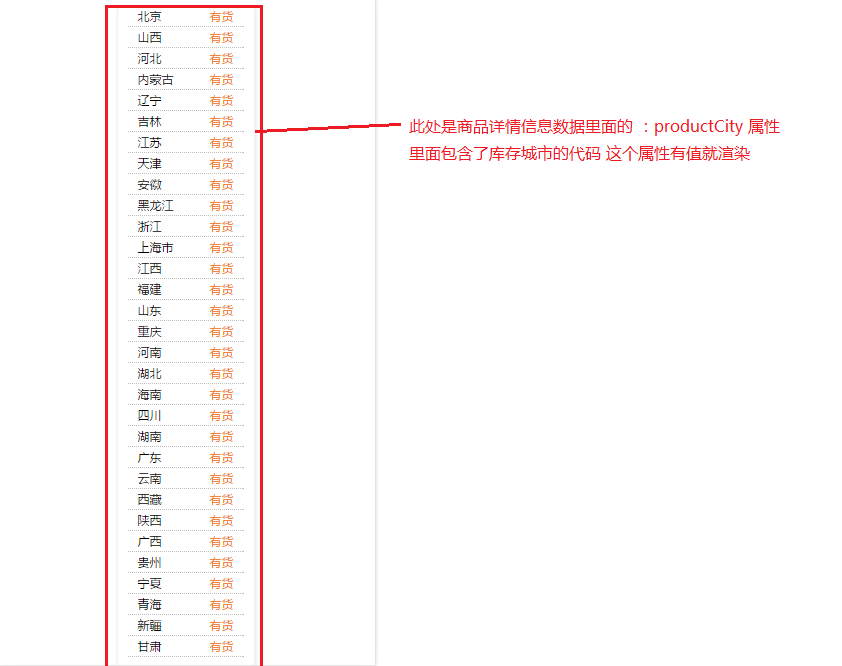 北京 有货
山西 有货
河北 有货
内蒙古 有货
辽宁 有货
吉林 有货
江苏 有货
天津 有货
安徽 有货
黑龙江 有货
浙江 有货
上海市 有货
江西 有货
福建 有货
山东 有货
重庆 有货
河南 有货
湖北 有货
海南 有货
四川 有货
湖南 有货
广东 有货
云南 有货
西藏 有货
陕西 有货
广西 有货
贵州 有货
宁夏 有货
青海 有货
新疆 有货
甘肃 有货
此处是商品详情信息数据里面的 ：productCity 属性
里面包含了库存城市的代码 这个属性有值就渲染